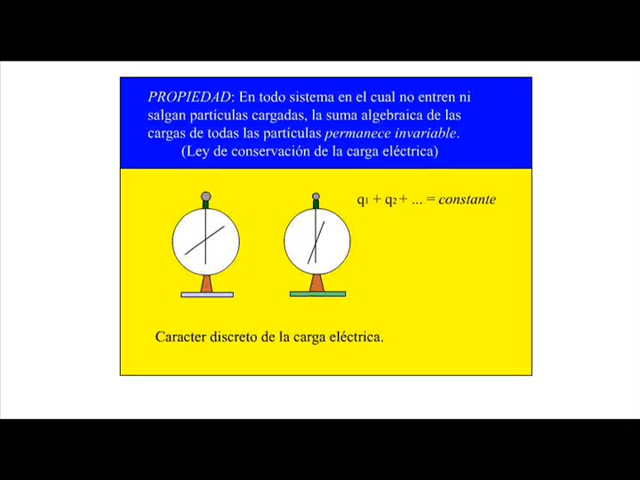 PROPIEDAD: En todo sistema en el cual no entren ni
salgan partículas cargadas, la suma algebraica de las
cargas de todas las partículas permanece invariable.
(Ley de conservación de la carga eléctrica)
q1 + q2 + ... = constante
Caracter discreto de la carga eléctrica.